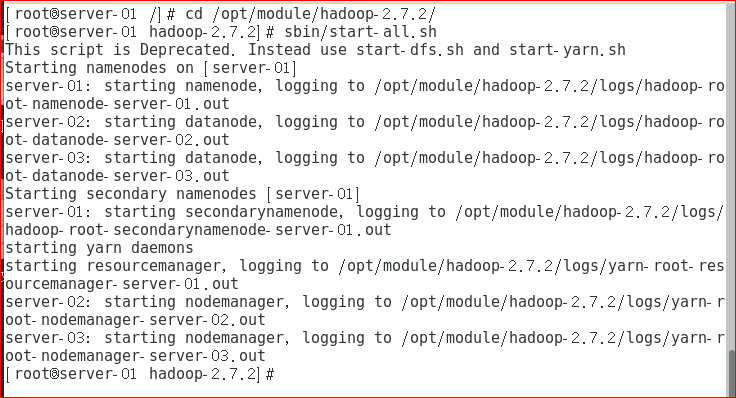 [root@server-01 /]# cd /opt/module/hadoop-2.7.2/
[root@server-01 hadoop-2.7.2]# sbin/start-all.sh
This script is Deprecated. Instead use start-dfs.sh and start-yarn.sh
Starting namenodes on [server-01]
server-01: starting namenode, logging to /opt/module/hadoop-2.7.2/logs/hadoop-ro
ot-namenode-server-01.out
server-02: starting datanode, logging to /opt/module/hadoop-2.7.2/logs/hadoop-ro
ot-datanode-server-02.out
server-03: starting datanode, logging to /opt/module/hadoop-2.7.2/logs/hadoop-ro
ot-datanode-server-03.out
Starting secondary namenodes [server-01]
server-01: starting secondarynamenode, logging to /opt/module/hadoop-2.7.2/logs/
hadoop-root-secondarynamenode-server-01.out
starting yarn daemons
starting resourcemanager, logging to /opt/module/hadoop-2.7.2/logs/yarn-root-res
ourcemanager-server-01.out
server-02: starting nodemanager, logging to /opt/module/hadoop-2.7.2/logs/yarn-r
oot-nodemanager-server-02.out
server-03: starting nodemanager, logging to /opt/module/hadoop-2.7.2/logs/yarn-r
oot-nodemanager-server-03.out
[root@server-01 hadoop-2.7.2]#